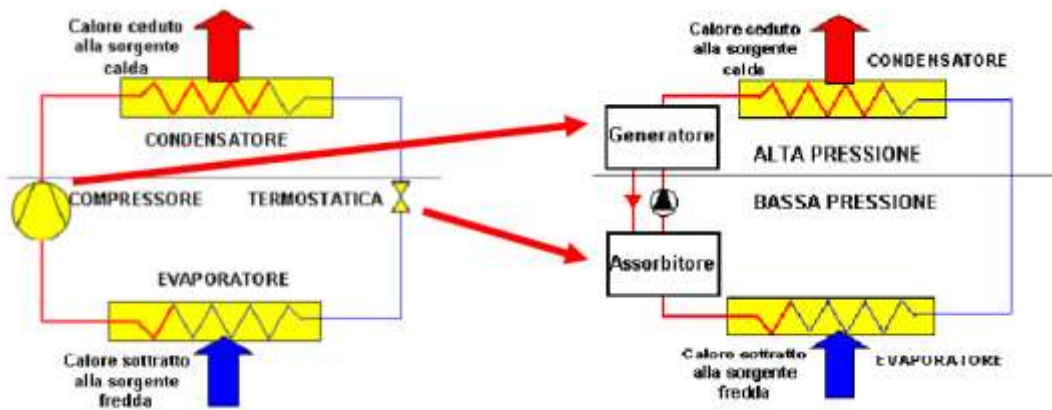 Calore ceduto
alla sorgente
calda
CONDENSATORE
COMPRESSORE
TERMOSTATICA
EVAPORATORE
Calore sottratto
alla sorgente
fredda
Calore ceduto
alla sorgente
calda
CONDENSATORE
Generatore
ALTA PRESSIONE
BASSA PRESSIONE
Assorbitore
Calore sottratto
alla sorgente
fredda
EVAPORATORE